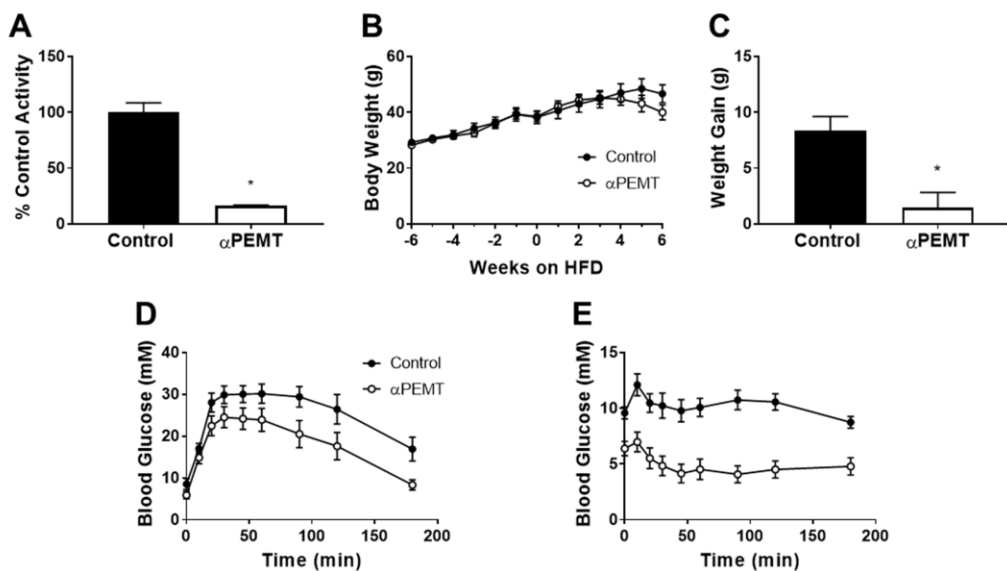 A
% Control Activity
150
100
50
0
*
Control
αPEMT
B
Body Weight (g)
60
40
20
0
Control
αPEMT
-6 -4 -2 0 2 4 6
Weeks on HFD
C
Weight Gain (g)
15
10
5
0
*
Control
αPEMT
D
Blood Glucose (mM)
40
30
20
10
0
Control
αPEMT
0 50 100 150 200
Time (min)
E
Blood Glucose (mM)
15
10
5
0
0 50 100 150 200
Time (min)